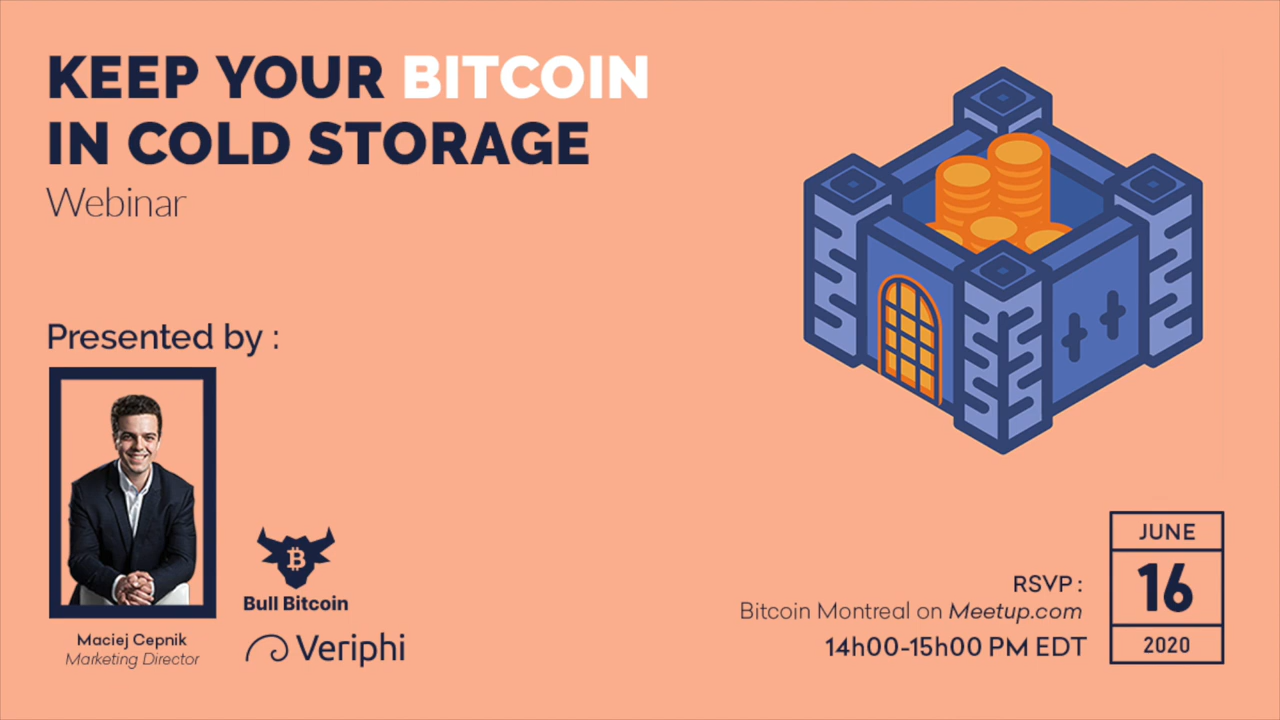 KEEP YOUR BITCOIN
IN COLD STORAGE
Webinar
Presented by :
Maciej Cepnik
Marketing Director
Bull Bitcoin
Veriphi
RSVP :
Bitcoin Montreal on Meetup.com
14h00-15h00 PM EDT
JUNE
16
2020